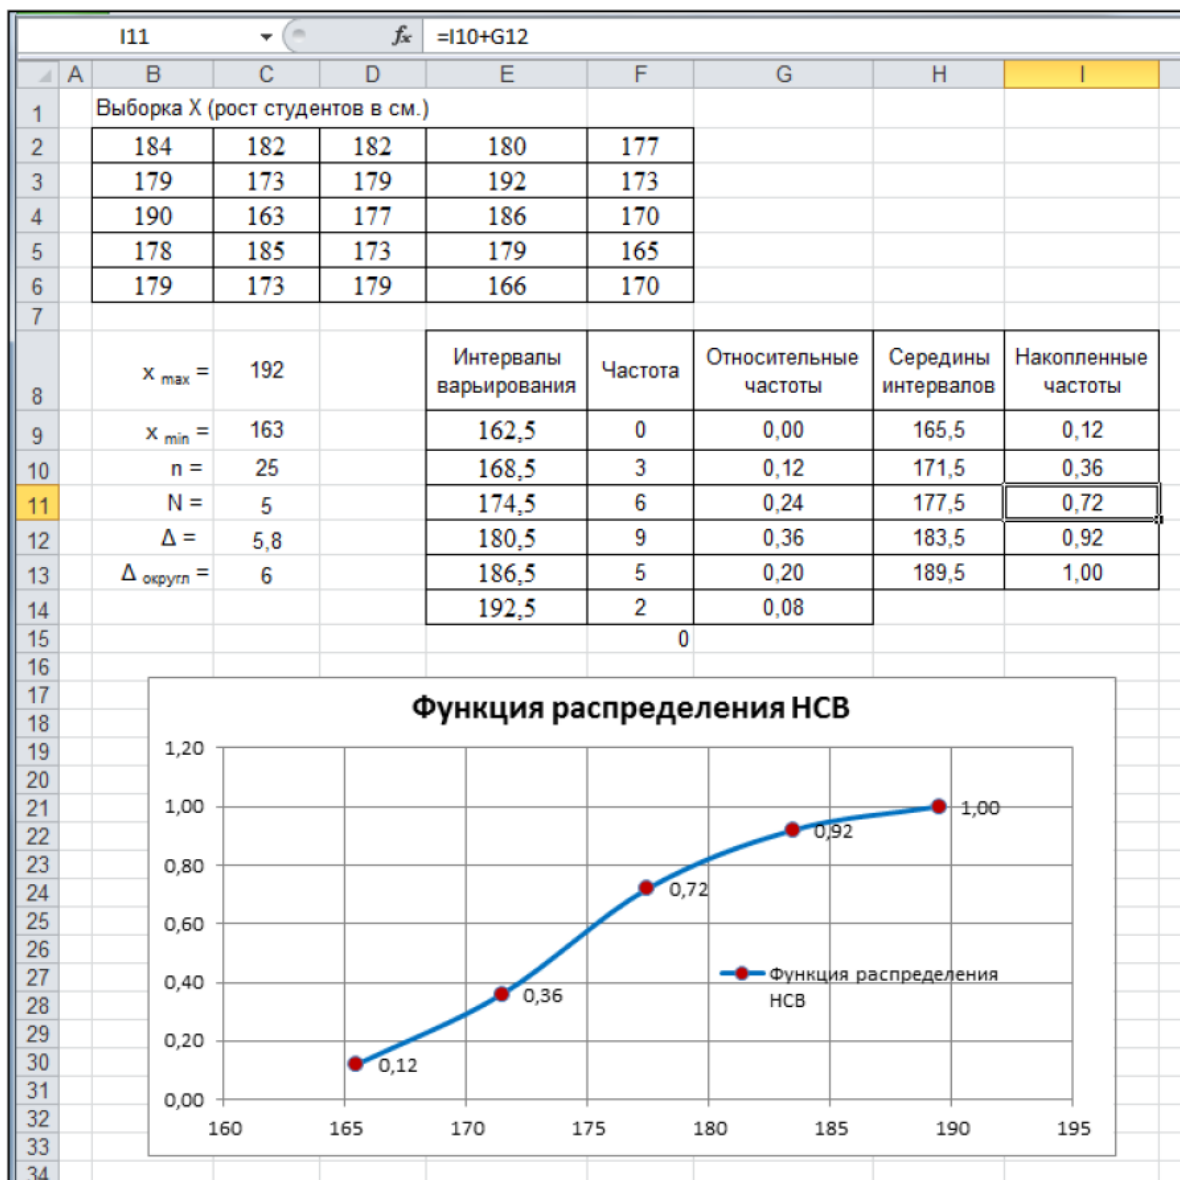 I11 fx =I10+G12
A B C D E F G H I
1 Выборка X (рост студентов в см.)
2 184 182 182 180 177
3 179 173 179 192 173
4 190 163 177 186 170
5 178 185 173 179 165
6 179 173 179 166 170
7
Интервалы Относительные Середины Накопленные
8 x max = 192 варьирования Частота частоты интервалов частоты
9 x min = 163 162,5 0 0,00 165,5 0,12
10 n = 25 168,5 3 0,12 171,5 0,36
11 N = 5 174,5 6 0,24 177,5 0,72
12 Δ = 5,8 180,5 9 0,36 183,5 0,92
13 Δ округл = 6 186,5 5 0,20 189,5 1,00
14 192,5 2 0,08
15 0
16
17 Функция распределения НСВ
18
19 1,20
20
21 1,00 1,00
22 0,92
23 0,80
24 0,72
25 0,60
26
27 0,40 Функция распределения
28 0,36 НСВ
29 0,20
30 0,12
31 0,00
32 160 165 170 175 180 185 190 195
33
34